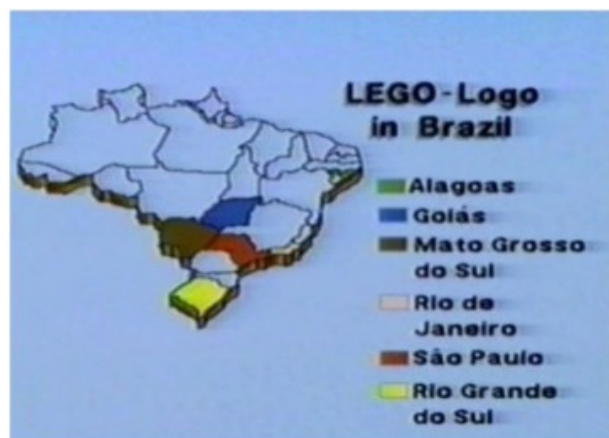 LEGO-Logo
in Brazil
Alagoas
Goiás
Mato Grosso
do Sul
Rio de
Janeiro
São Paulo
Rio Grande
do Sul